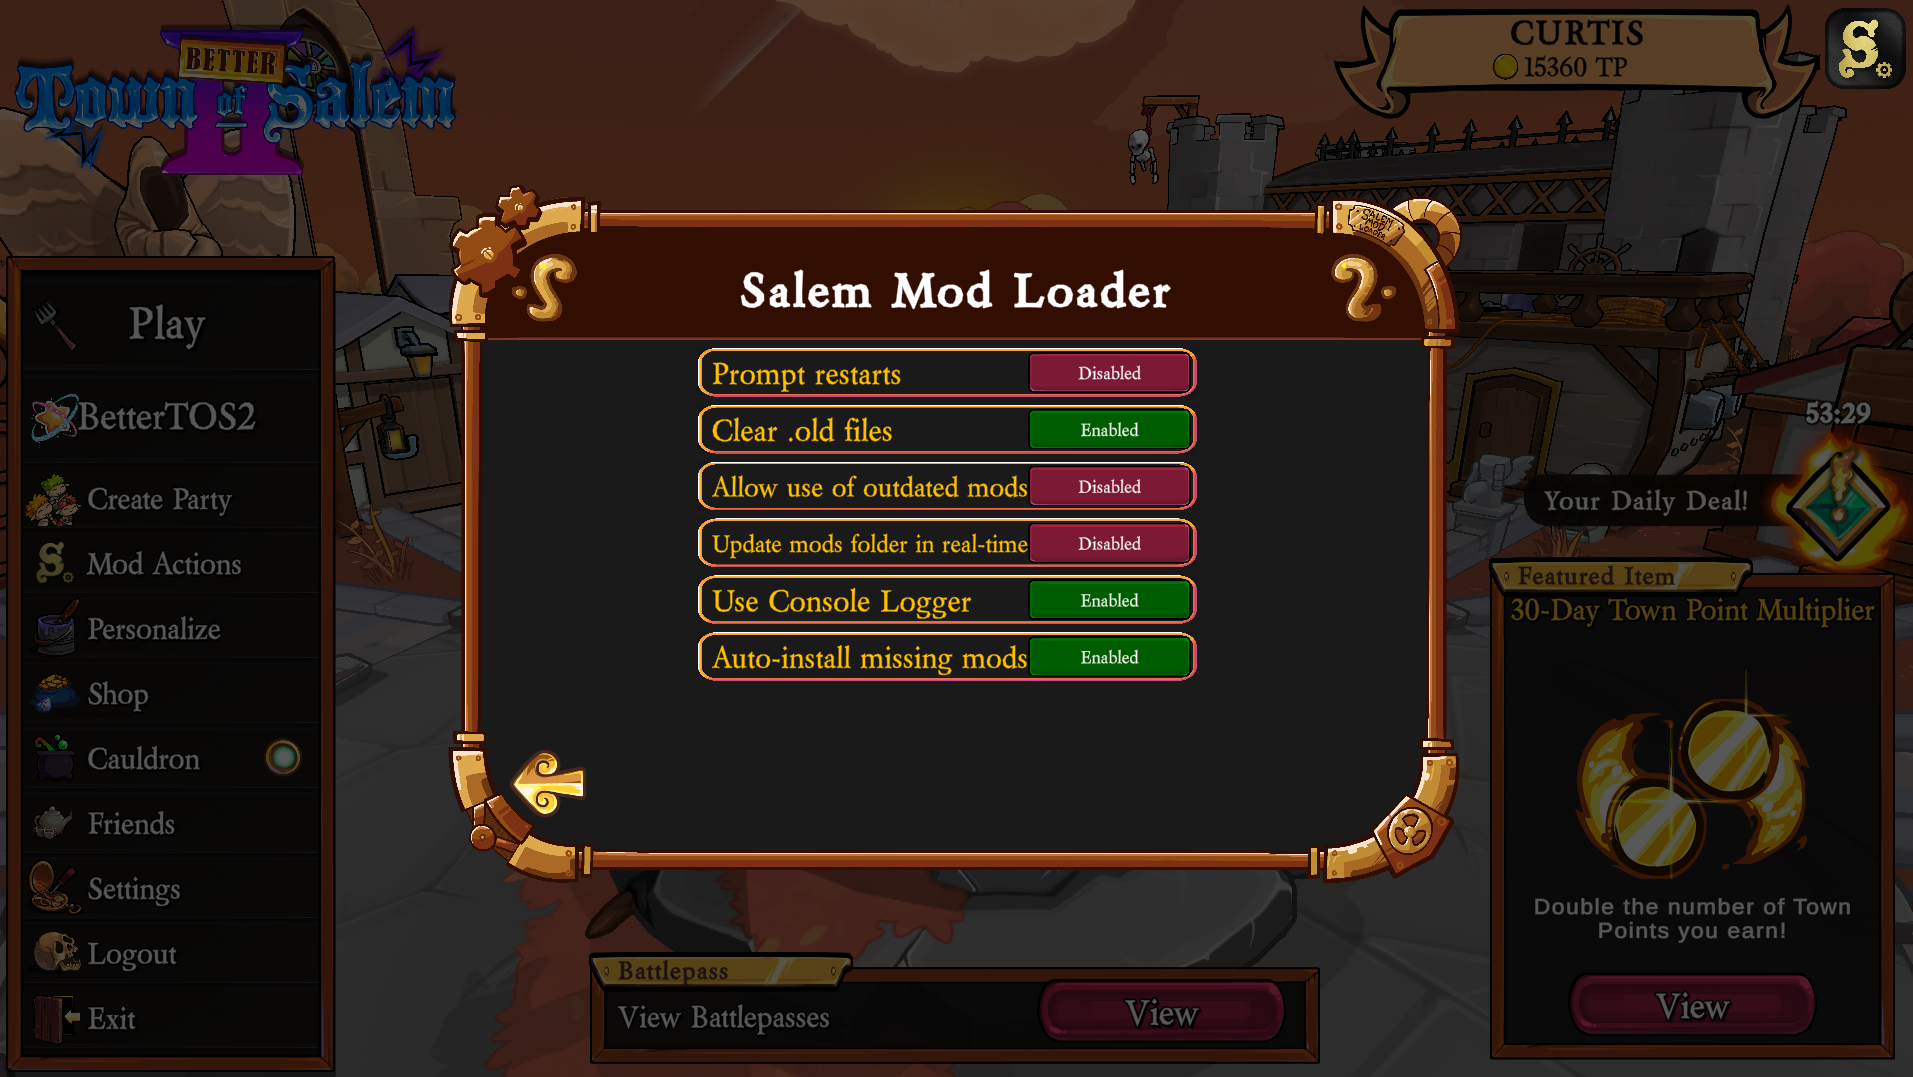 BETTER
Town of Salem
II
CURTIS
15360 TP
SALEM
MOD
LOADER
Salem Mod Loader
Prompt restarts
Disabled
Clear .old files
Enabled
Allow use of outdated mods
Disabled
Update mods folder in real-time
Disabled
Use Console Logger
Enabled
Auto-install missing mods
Enabled
Play
BetterTOS2
Create Party
Mod Actions
Personalize
Shop
Cauldron
Friends
Settings
Logout
Exit
53:29
Your Daily Deal!
Featured Item
30-Day Town Point Multiplier
Double the number of Town
Points you earn!
View
Battlepass
View Battlepasses
View